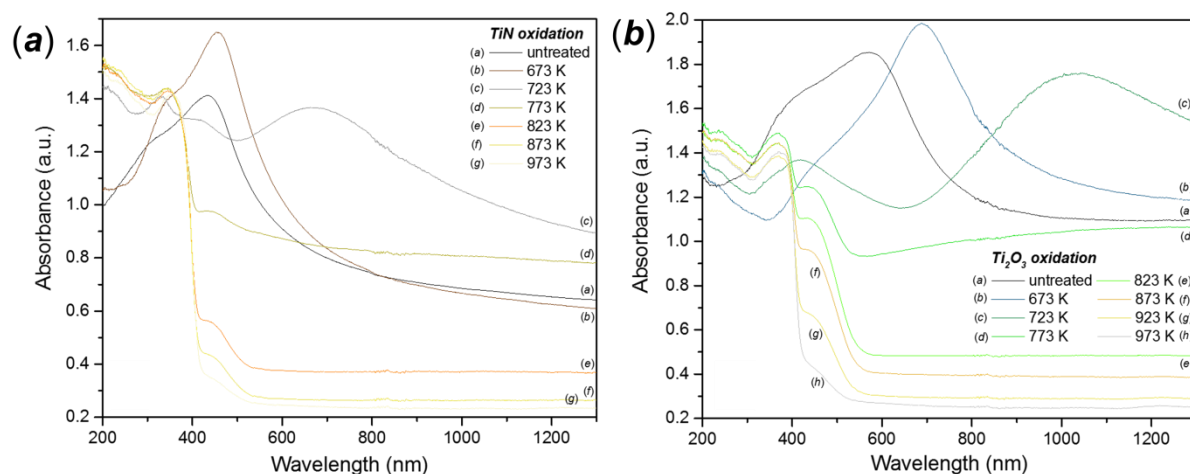 (a)
TiN oxidation
(a) untreated
(b) 673 K
(c) 723 K
(d) 773 K
(e) 823 K
(f) 873 K
(g) 973 K
1.6
1.4
1.2
1.0
0.8
0.6
0.4
0.2
Absorbance (a.u.)
(c)
(d)
(a)
(b)
(e)
(g) (f)
200 400 600 800 1000 1200
Wavelength (nm)
(b)
2.0
1.8
1.6
1.4
1.2
1.0
0.8
0.6
0.4
0.2
Absorbance (a.u.)
(c)
(b)
(a)
(d)
Ti2O3 oxidation
(a) untreated 823 K (e)
(b) 673 K 873 K (f)
(c) 723 K 923 K (g)
(d) 773 K 973 K (h)
(f)
(g)
(h)
(e)
200 400 600 800 1000 1200
Wavelength (nm)